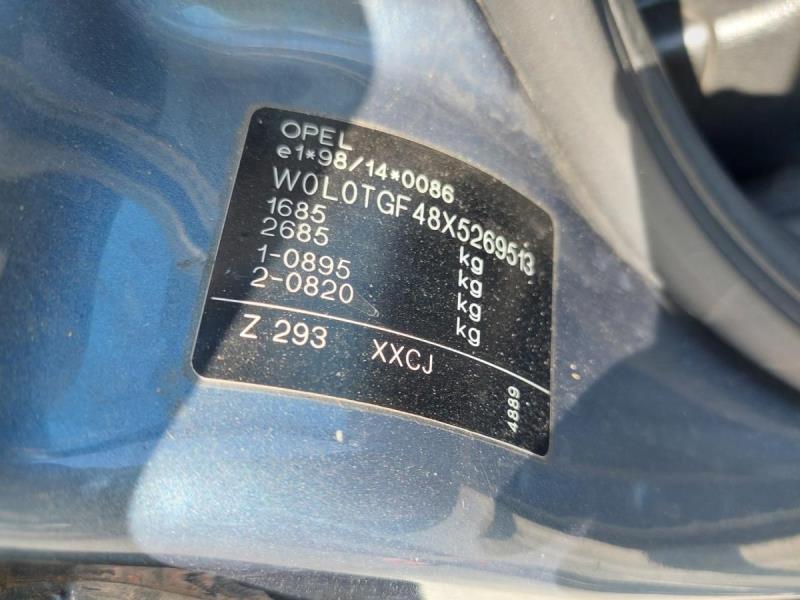 OPEL
e1*98/14*0086
W0L0TGF48X5269513
1685 kg
2685 kg
1-0895 kg
2-0820 kg
Z 293 XXCJ
4889